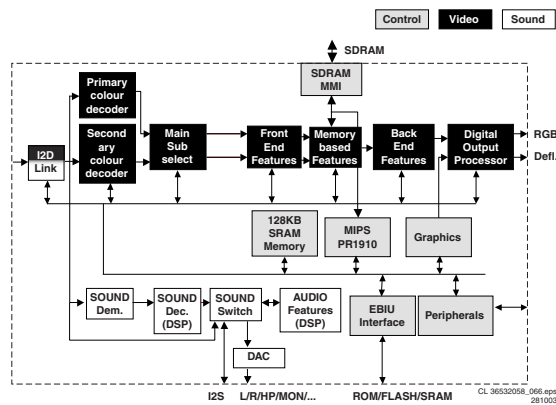 Control
Video
Sound
SDRAM
SDRAM
MMI
Primary
colour
decoder
Second
ary
colour
decoder
Main
Sub
select
Front
End
Features
Memory
based
Features
Back
End
Features
Digital
Output
Processor
RGB
Defl.
I2D
Link
128KB
SRAM
Memory
MIPS
PR1910
Graphics
SOUND
Dem.
SOUND
Dec.
(DSP)
SOUND
Switch
AUDIO
Features
(DSP)
EBIU
Interface
Peripherals
DAC
I2S
L/R/HP/MON/...
ROM/FLASH/SRAM
CL 36532058_066.eps
281003